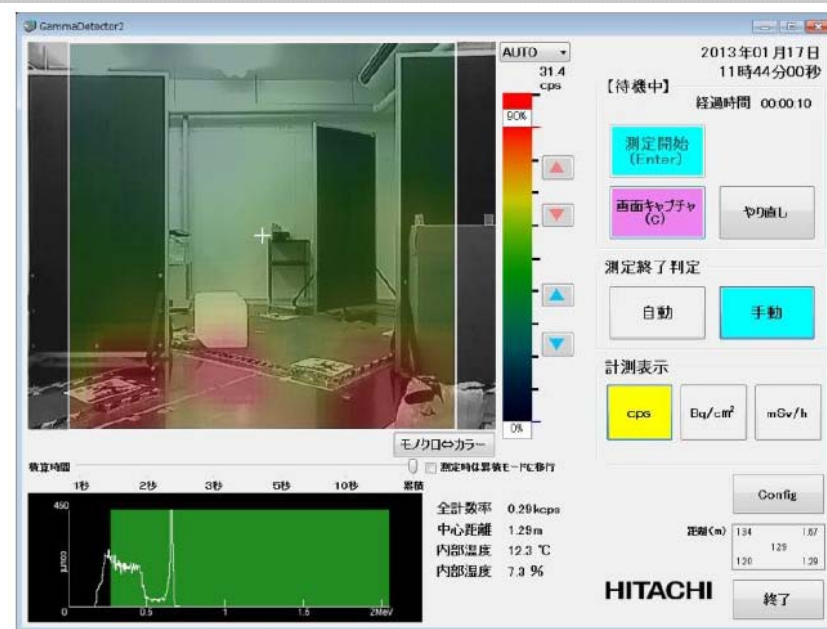 GammaDetector2
AUTO
31.4
cps
90%
0%
モノクロ⇔カラー
2013年01月17日
11時44分00秒
【待機中】
経過時間 00:00:10
測定開始
(Enter)
画面キャプチャ
(C)
やり直し
測定終了判定
自動
手動
計測表示
cps
Bq/cm²
mSv/h
積算時間
測定時は累積モードに移行
1秒 2秒 3秒 5秒 10秒 累積
450
counts
0 0.5 1 1.5 2MeV
全計数率 0.29kcps
中心距離 1.29m
内部温度 12.3 ℃
内部湿度 7.3 %
Config
距離(m)
1.34 1.67
1.29
1.20 1.29
HITACHI
終了